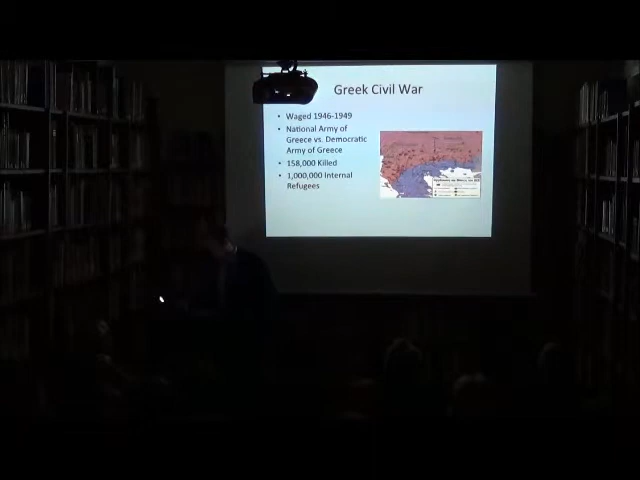 Greek Civil War
• Waged 1946-1949
• National Army of
Greece vs. Democratic
Army of Greece
• 158,000 Killed
• 1,000,000 Internal
Refugees